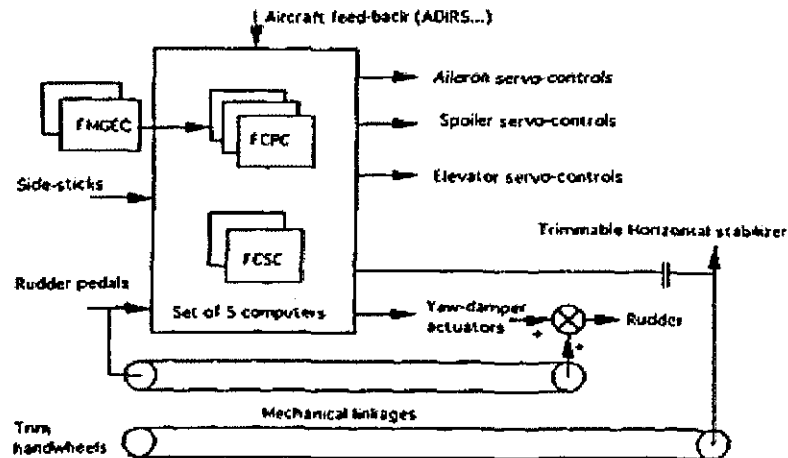 Aircraft feed-back (ADIRS...)
FMGEC
FCPC
Aileron servo-controls
Spoiler servo-controls
Side-sticks
Elevator servo-controls
FCSC
Trimmable Horizontal stabilizer
Rudder pedals
Set of 5 computers
Yaw-damper
actuators
+
Rudder
+
Mechanical linkages
Trim
handwheels